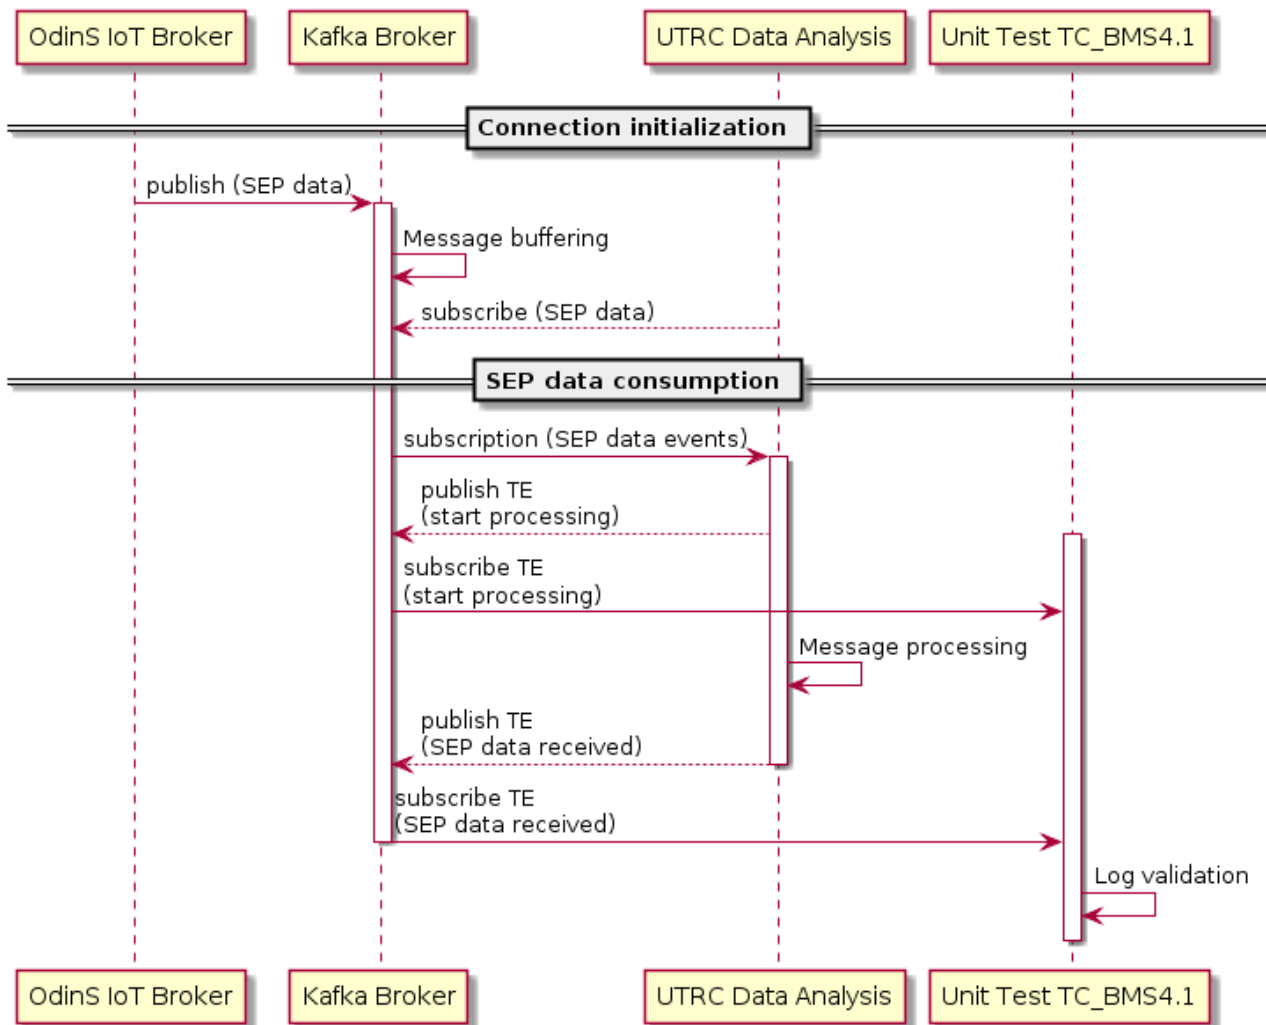 OdinS IoT Broker
Kafka Broker
UTRC Data Analysis
Unit Test TC_BMS4.1
Connection initialization
publish (SEP data)
Message buffering
subscribe (SEP data)
SEP data consumption
subscription (SEP data events)
publish TE
(start processing)
subscribe TE
(start processing)
Message processing
publish TE
(SEP data received)
subscribe TE
(SEP data received)
Log validation
OdinS IoT Broker
Kafka Broker
UTRC Data Analysis
Unit Test TC_BMS4.1